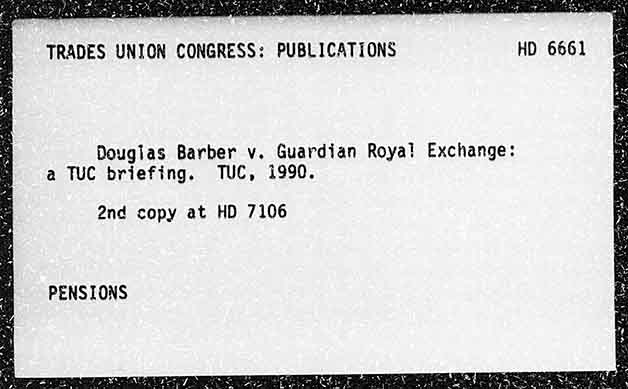 TRADES UNION CONGRESS: PUBLICATIONS HD 6661
Douglas Barber v. Guardian Royal Exchange:
a TUC briefing. TUC, 1990.
2nd copy at HD 7106
PENSIONS